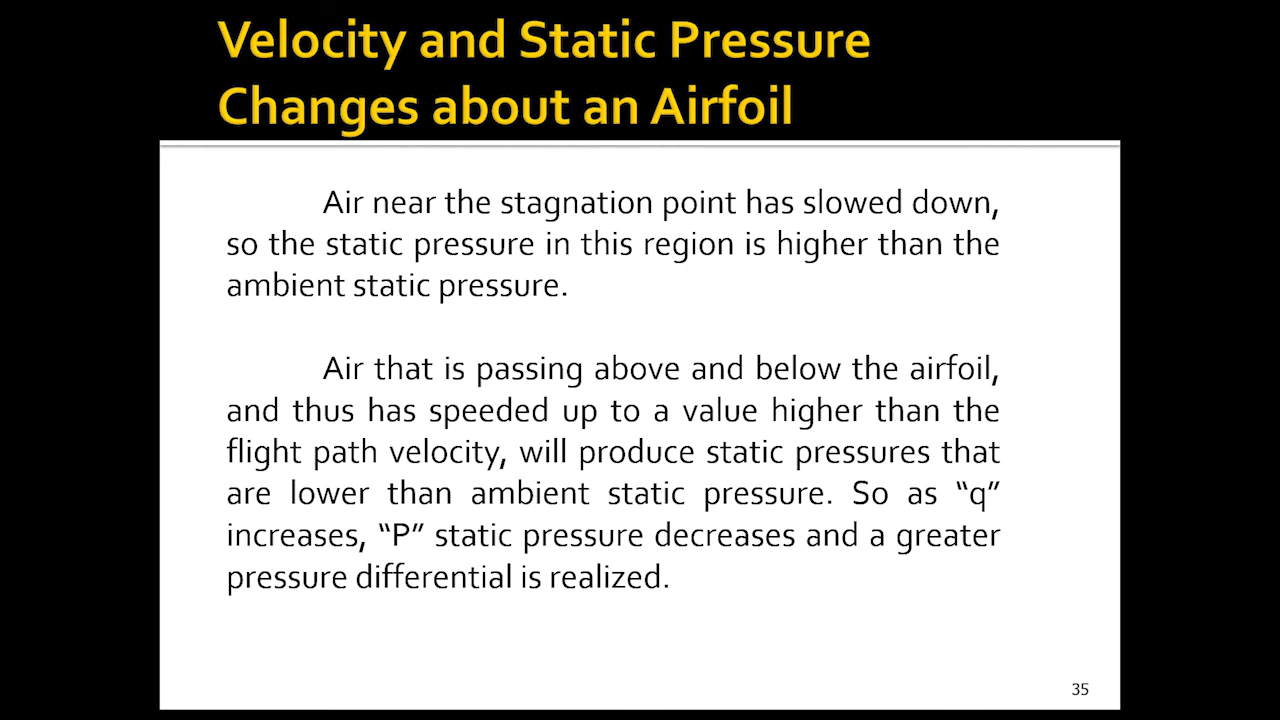 Velocity and Static Pressure
Changes about an Airfoil
Air near the stagnation point has slowed down,
so the static pressure in this region is higher than the
ambient static pressure.
Air that is passing above and below the airfoil,
and thus has speeded up to a value higher than the
flight path velocity, will produce static pressures that
are lower than ambient static pressure. So as “q”
increases, “P” static pressure decreases and a greater
pressure differential is realized.
35